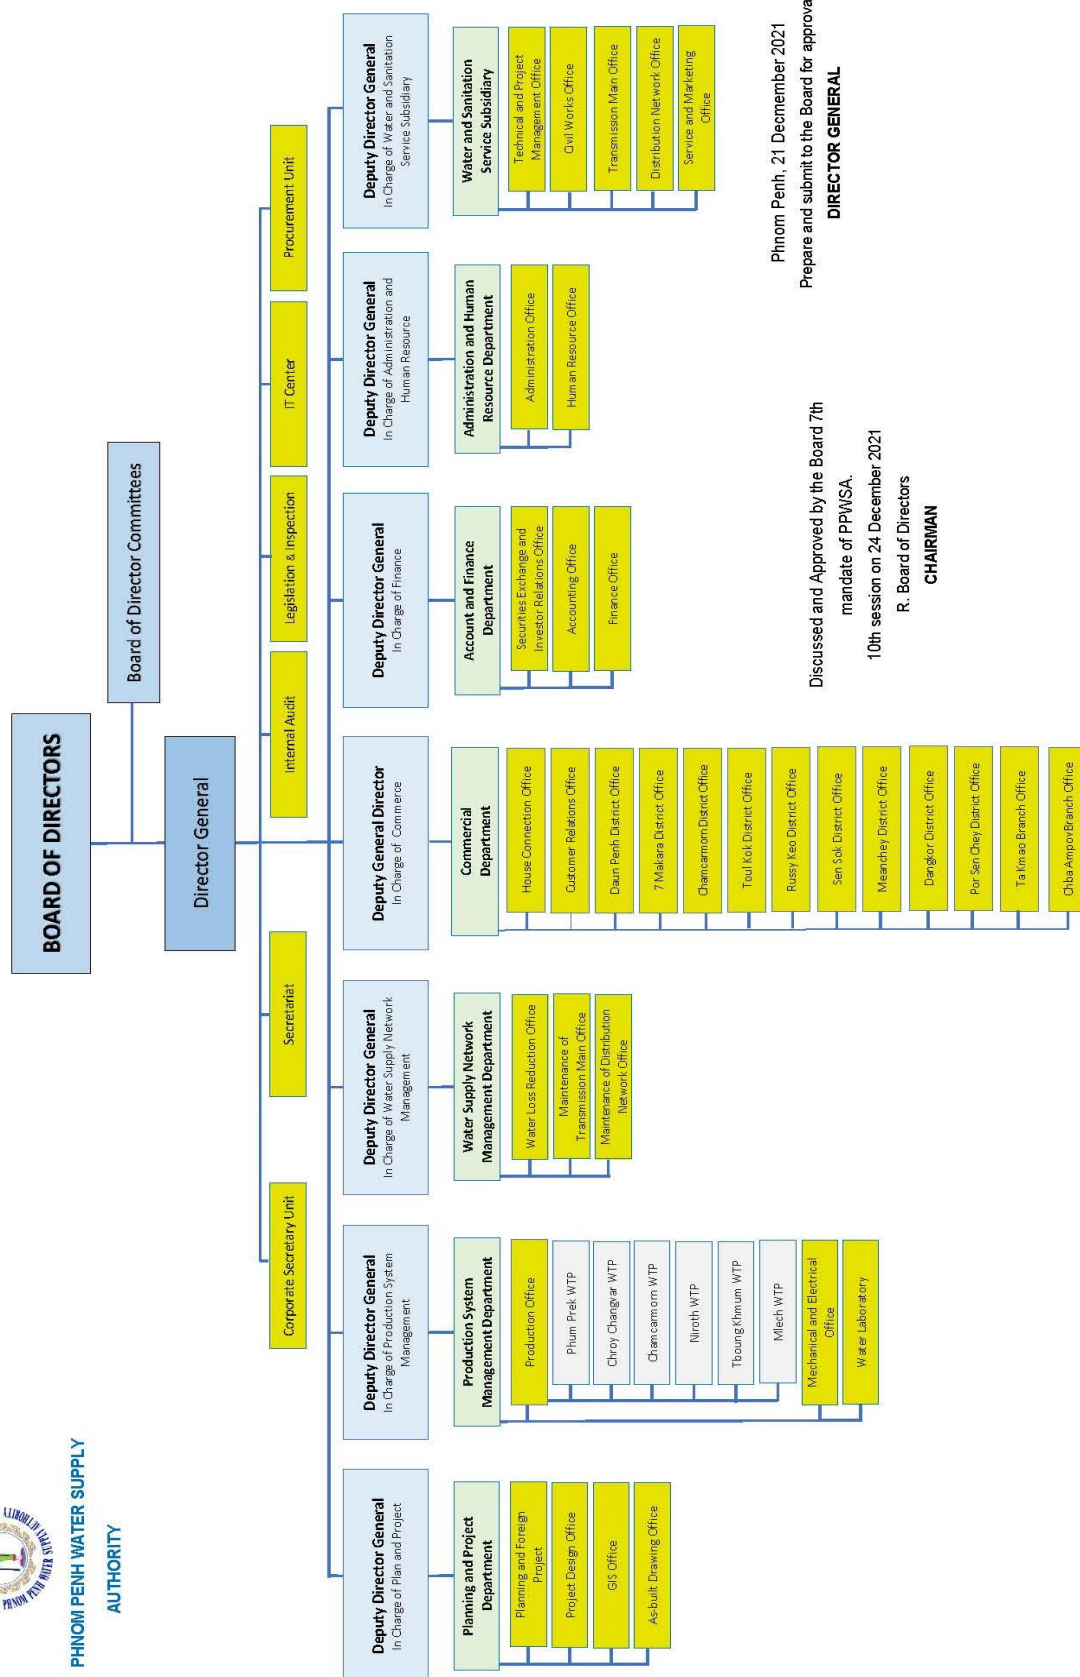 PHNOM PENH WATER SUPPLY
AUTHORITY
PHNOM PENH WATER SUPPLY AUTHORITY
BOARD OF DIRECTORS
Board of Director Committees
Director General
Corporate Secretary Unit
Secretariat
Internal Audit
Legislation & Inspection
IT Center
Procurement Unit
Deputy Director General
In Charge of Plan and Project
Planning and Project
Department
Planning and Foreign
Project
Project Design Office
GIS Office
As-built Drawing Office
Deputy Director General
In Charge of Production System
Management
Production System
Management Department
Production Office
Phum Prek WTP
Chroy Changvar WTP
Chamcarmorn WTP
Niroth WTP
Tboung Khmum WTP
Mlech WTP
Mechanical and Electrical
Office
Water Laboratory
Deputy Director General
In Charge of Water Supply Network
Management
Water Supply Network
Management Department
Water Loss Reduction Office
Maintenance of
Transmission Main Office
Maintenance of Distribution
Network Office
Deputy General Director
In Charge of Commerce
Commercial
Department
House Connection Office
Customer Relations Office
Daun Penh District Office
7 Makara District Office
Chamcarmorn District Office
Toul Kok District Office
Russy Keo District Office
Sen Sok District Office
Meanchey District Office
Dangkor District Office
Por Sen Chey District Office
Ta Kmao Branch Office
Chba Ampov Branch Office
Deputy Director General
In Charge of Finance
Account and Finance
Department
Securities Exchange and
Investor Relations Office
Accounting Office
Finance Office
Deputy Director General
In Charge of Administration and
Human Resource
Administration and Human
Resource Department
Administration Office
Human Resource Office
Deputy Director General
In Charge of Water and Sanitation
Service Subsidiary
Water and Sanitation
Service Subsidiary
Technical and Project
Management Office
Civil Works Office
Transmission Main Office
Distribution Network Office
Service and Marketing
Office
Discussed and Approved by the Board 7th
mandate of PPWSA.
10th session on 24 December 2021
R. Board of Directors
CHAIRMAN
Phnom Penh, 21 Decmember 2021
Prepare and submit to the Board for approva
DIRECTOR GENERAL